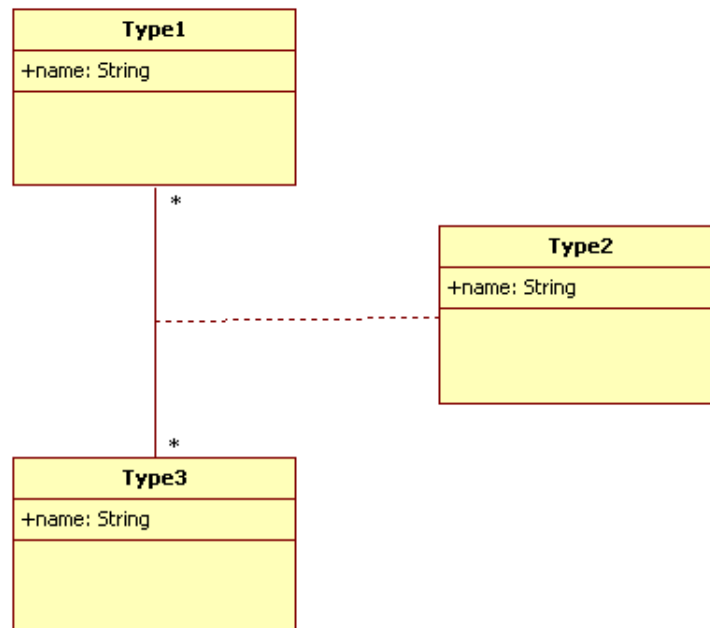 Type1
+name: String
*
Type2
+name: String
*
Type3
+name: String